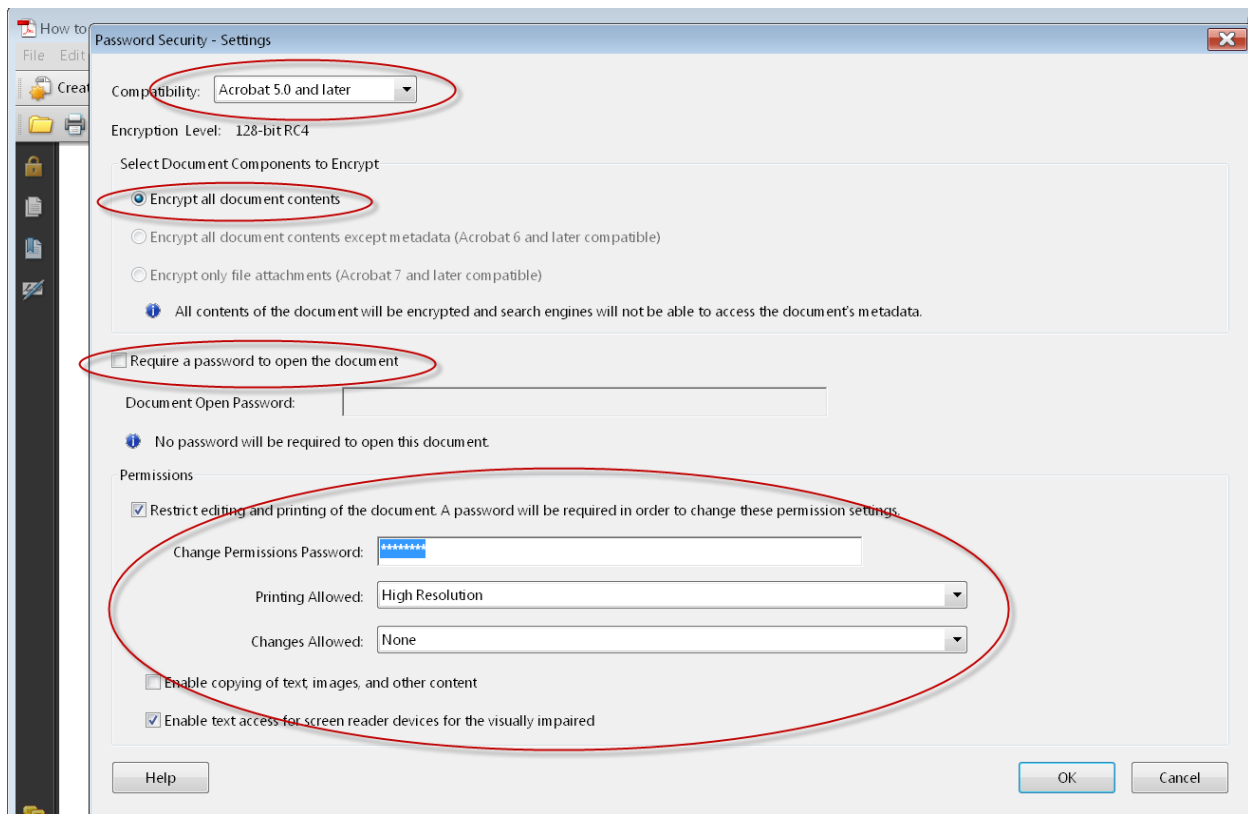 How to
Password Security - Settings
File Edit
Creat
Compatibility: Acrobat 5.0 and later
Encryption Level: 128-bit RC4
Select Document Components to Encrypt
Encrypt all document contents
Encrypt all document contents except metadata (Acrobat 6 and later compatible)
Encrypt only file attachments (Acrobat 7 and later compatible)
All contents of the document will be encrypted and search engines will not be able to access the document's metadata.
Require a password to open the document
Document Open Password:
No password will be required to open this document.
Permissions
Restrict editing and printing of the document. A password will be required in order to change these permission settings.
Change Permissions Password: ********
Printing Allowed: High Resolution
Changes Allowed: None
Enable copying of text, images, and other content
Enable text access for screen reader devices for the visually impaired
Help OK Cancel